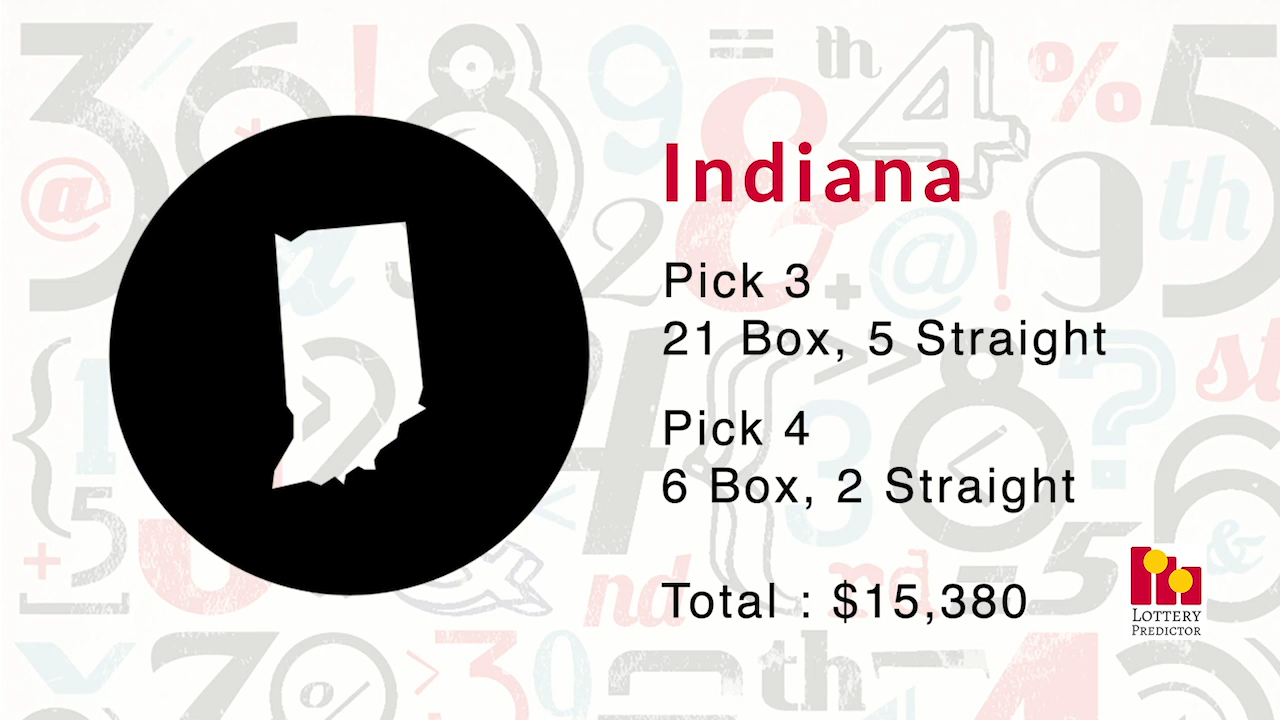 Indiana
Pick 3
21 Box, 5 Straight
Pick 4
6 Box, 2 Straight
Total : $15,380
LOTTERY
PREDICTOR